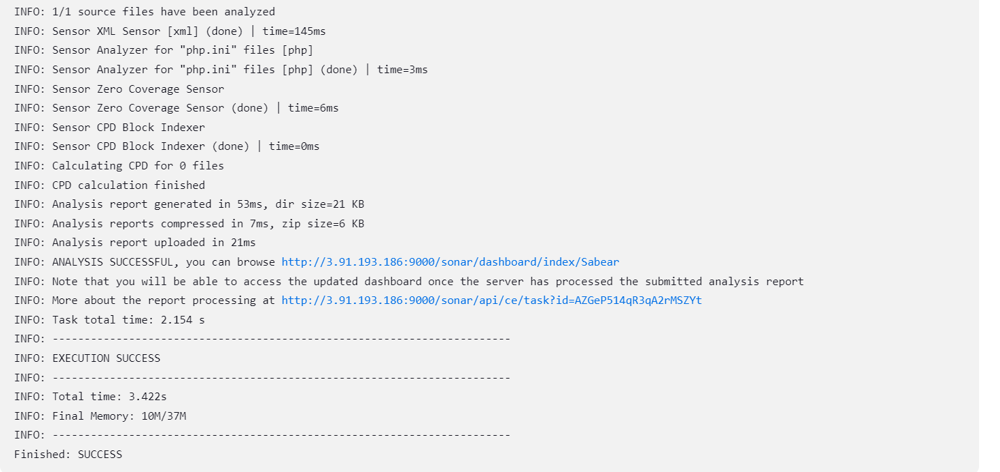 INFO: 1/1 source files have been analyzed
INFO: Sensor XML Sensor [xml] (done) | time=145ms
INFO: Sensor Analyzer for "php.ini" files [php]
INFO: Sensor Analyzer for "php.ini" files [php] (done) | time=3ms
INFO: Sensor Zero Coverage Sensor
INFO: Sensor Zero Coverage Sensor (done) | time=6ms
INFO: Sensor CPD Block Indexer
INFO: Sensor CPD Block Indexer (done) | time=0ms
INFO: Calculating CPD for 0 files
INFO: CPD calculation finished
INFO: Analysis report generated in 53ms, dir size=21 KB
INFO: Analysis reports compressed in 7ms, zip size=6 KB
INFO: Analysis report uploaded in 21ms
INFO: ANALYSIS SUCCESSFUL, you can browse http://3.91.193.186:9000/sonar/dashboard/index/Sabear
INFO: Note that you will be able to access the updated dashboard once the server has processed the submitted analysis report
INFO: More about the report processing at http://3.91.193.186:9000/sonar/api/ce/task?id=AZGeP514qR3qA2rMSZYt
INFO: Task total time: 2.154 s
INFO: ------------------------------------------------------------------------
INFO: EXECUTION SUCCESS
INFO: ------------------------------------------------------------------------
INFO: Total time: 3.422s
INFO: Final Memory: 10M/37M
INFO: ------------------------------------------------------------------------
Finished: SUCCESS